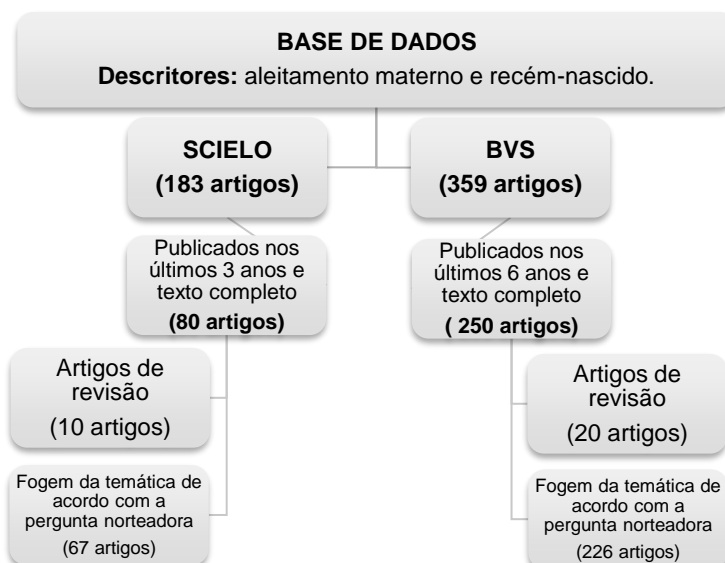 BASE DE DADOS
Descritores: aleitamento materno e recém-nascido.
SCIELO
(183 artigos)
BVS
(359 artigos)
Publicados nos
últimos 3 anos e
texto completo
(80 artigos)
Publicados nos
últimos 6 anos e
texto completo
( 250 artigos)
Artigos de
revisão
(10 artigos)
Artigos de
revisão
(20 artigos)
Fogem da temática de
acordo com a
pergunta norteadora
(67 artigos)
Fogem da temática de
acordo com a
pergunta norteadora
(226 artigos)